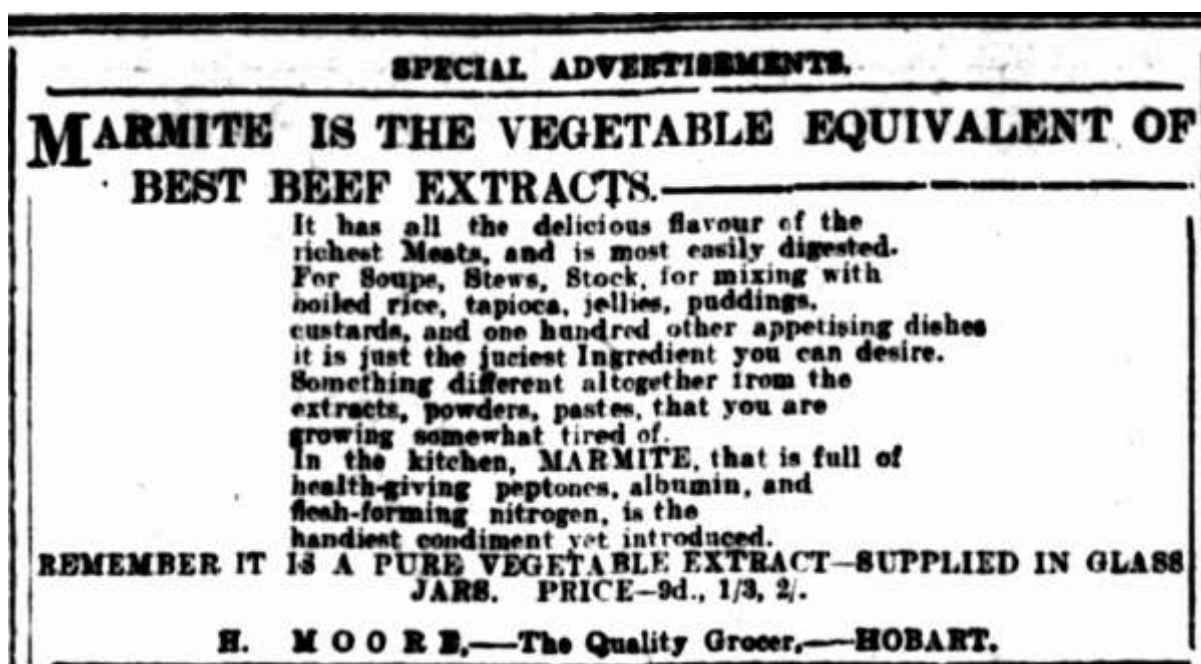 SPECIAL ADVERTISEMENTS.
MARMITE IS THE VEGETABLE EQUIVALENT OF
BEST BEEF EXTRACTS.
It has all the delicious flavour of the
richest Meats, and is most easily digested.
For Soups, Stews, Stock, for mixing with
boiled rice, tapioca, jellies, puddings,
custards, and one hundred other appetising dishes
it is just the juciest Ingredient you can desire.
Something different altogether from the
extracts, powders, pastes, that you are
growing somewhat tired of.
In the kitchen, MARMITE, that is full of
health-giving peptones, albumin, and
flesh-forming nitrogen, is the
handiest condiment yet introduced.
REMEMBER IT IS A PURE VEGETABLE EXTRACT—SUPPLIED IN GLASS
JARS. PRICE—9d., 1/3, 2/.
H. MOORE,—The Quality Grocer,—HOBART.